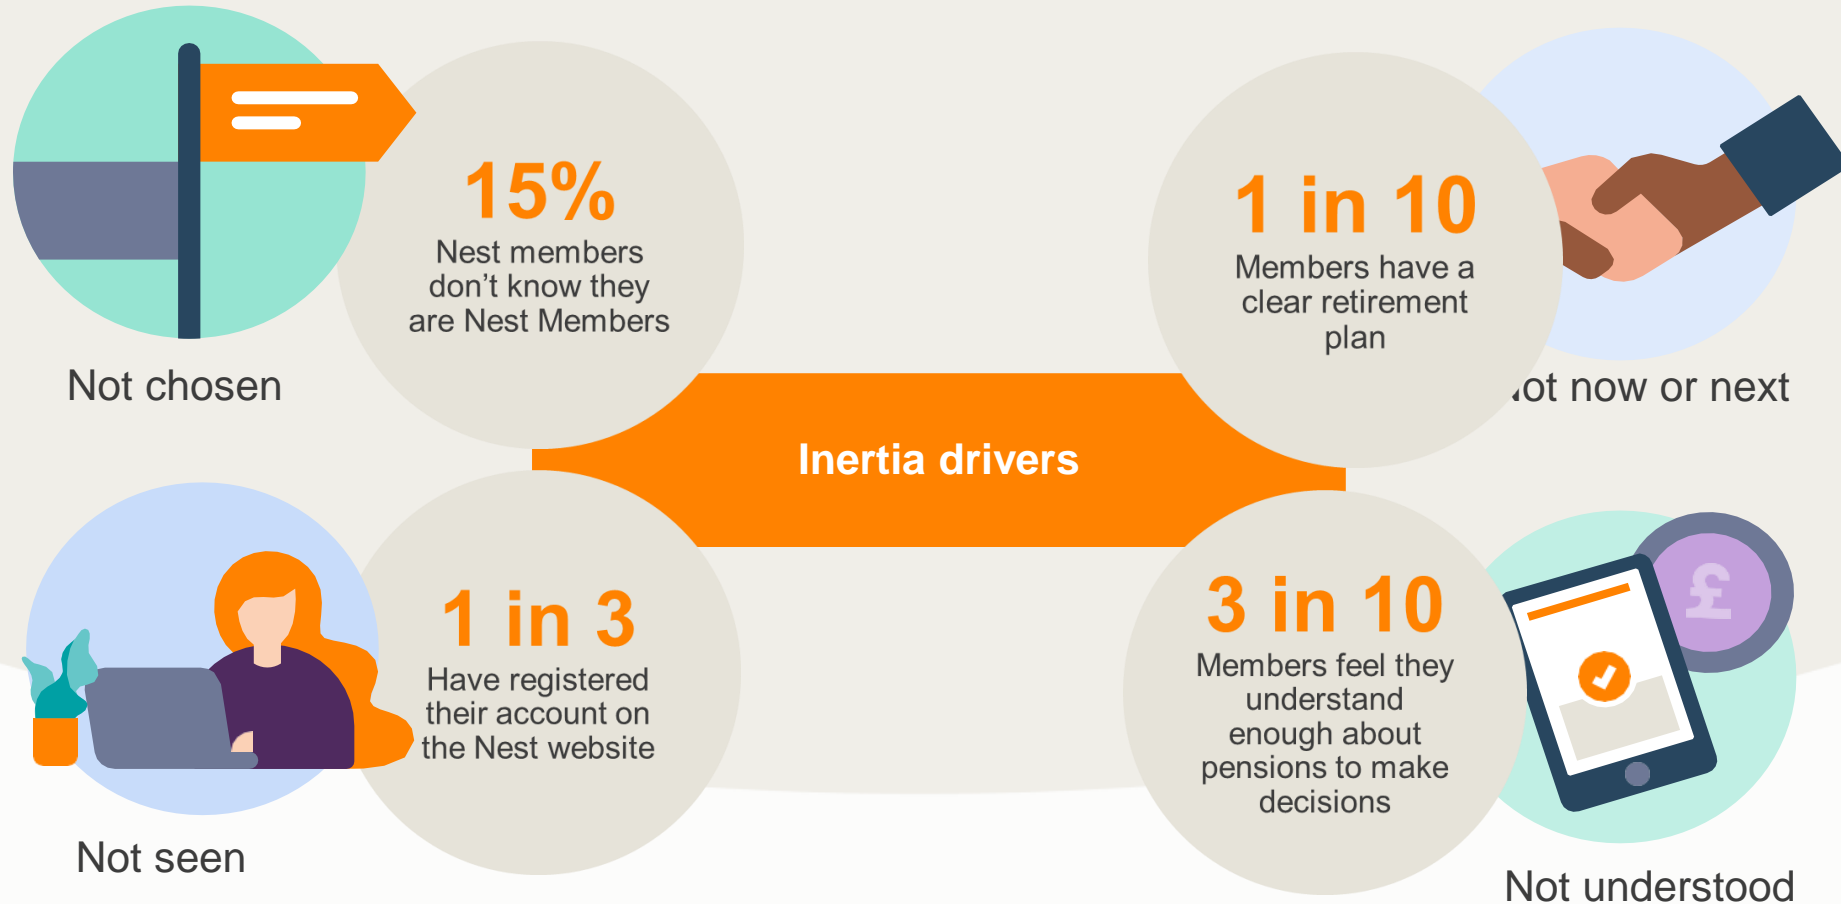 15%
Nest members
don’t know they
are Nest Members
Not chosen
1 in 10
Members have a
clear retirement
plan
ot now or next
Inertia drivers
1 in 3
Have registered
their account on
the Nest website
Not seen
3 in 10
Members feel they
understand
enough about
pensions to make
decisions
£
Not understood